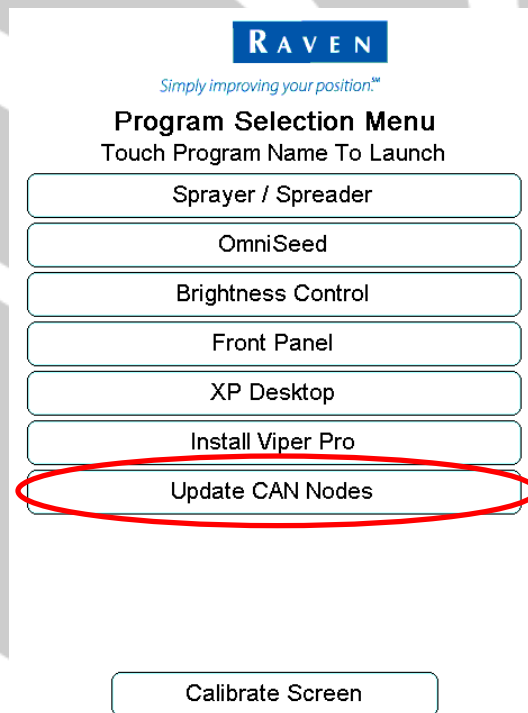 RAVEN
Simply improving your position.℠
Program Selection Menu
Touch Program Name To Launch
Sprayer / Spreader
OmniSeed
Brightness Control
Front Panel
XP Desktop
Install Viper Pro
Update CAN Nodes
Calibrate Screen